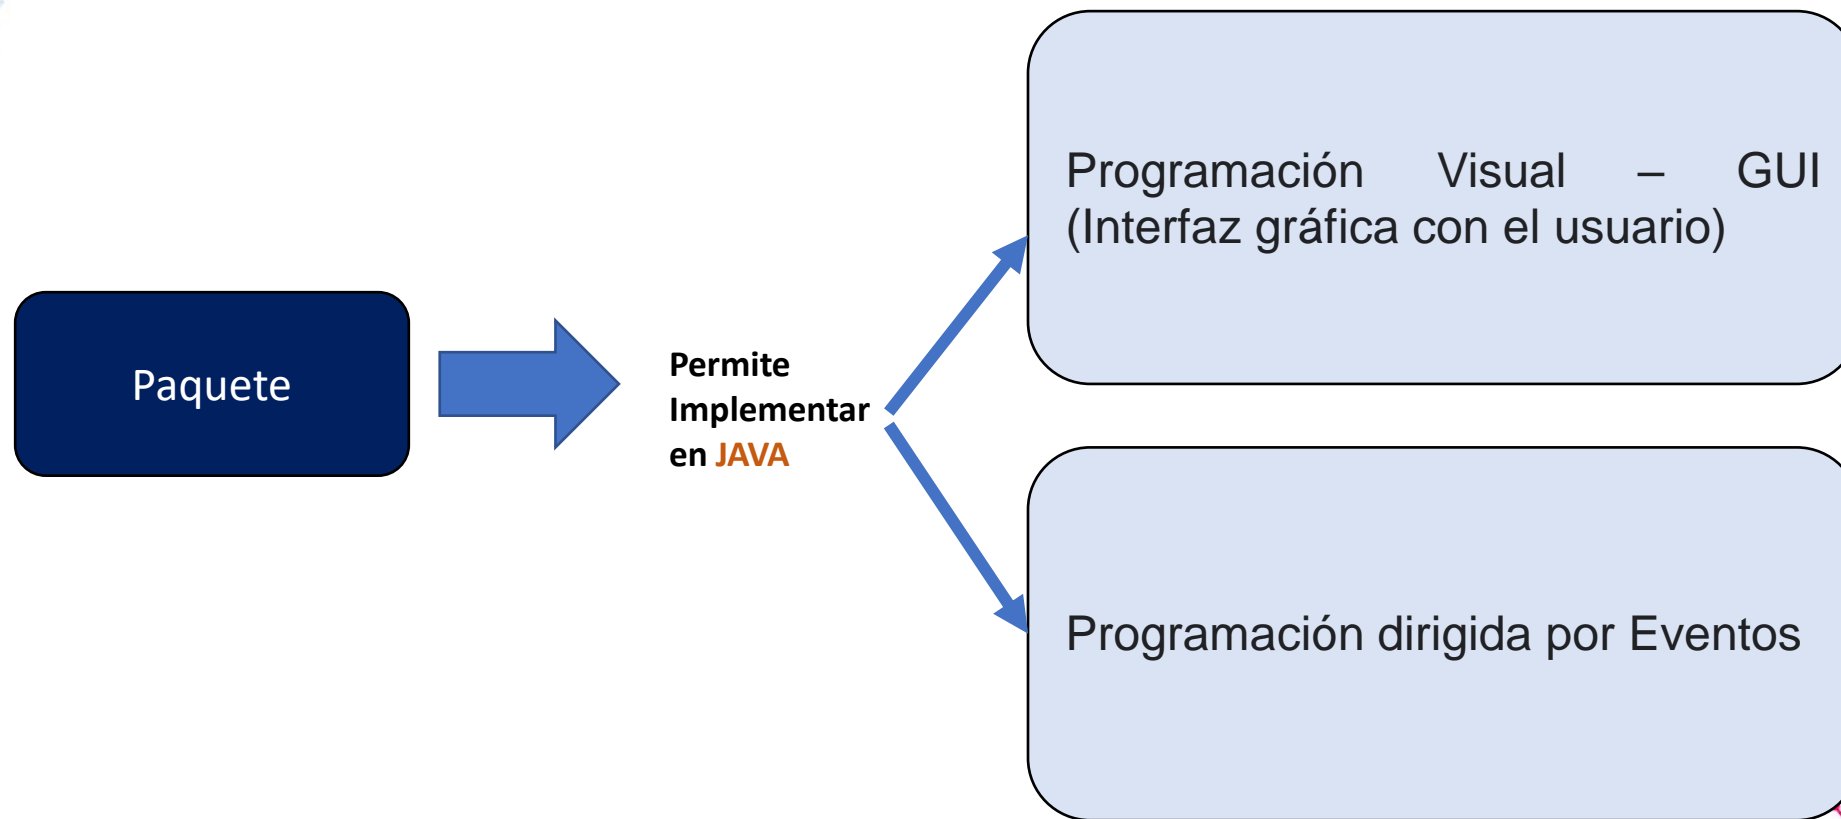 Paquete
Permite
Implementar
en JAVA
Programación Visual – GUI
(Interfaz gráfica con el usuario)
Programación dirigida por Eventos